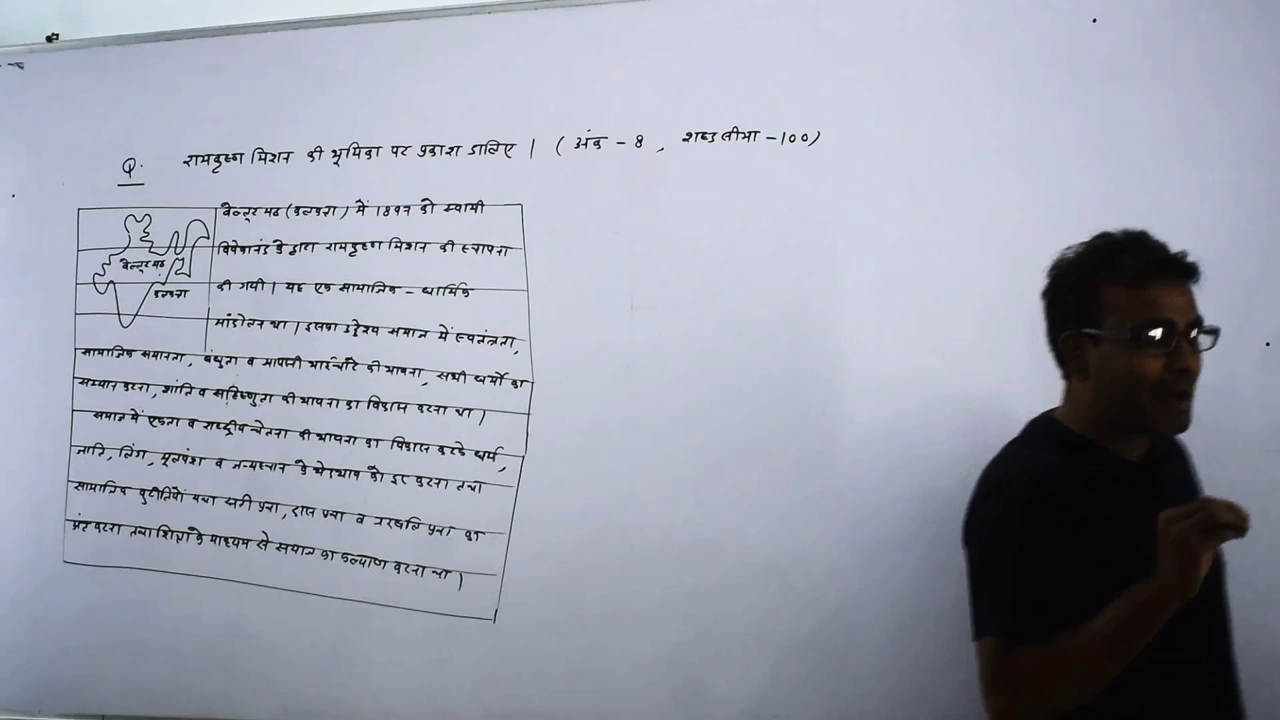 Q. रामकृष्ण मिशन की भूमिका पर प्रकाश डालिए | ( अंक - 8 , शब्द सीमा - 100 )
बेल्लूर मठ ( कलकत्ता ) में 1897 को स्वामी
विवेकानंद के द्वारा रामकृष्ण मिशन की स्थापना
बेल्लूर मठ
की गयी | यह एक सामाजिक - धार्मिक
कलकत्ता
आंदोलन था | इसका उद्देश्य समाज में स्वतंत्रता,
सामाजिक समानता, बंधुता व आपसी भाईचारे की भावना, सभी धर्मों का
सम्मान करना, शांति व सहिष्णुता की भावना का विकास करना था |
समाज में एकता व राष्ट्रीय चेतना की भावना का विकास करके धर्म,
जाति, लिंग, मूलवंश व जन्मस्थान के भेदभाव को दूर करना तथा
सामाजिक कुरीतियों यथा सती प्रथा, दास प्रथा व नरबलि प्रथा का
अंत करना तथा शिक्षा के माध्यम से समाज का कल्याण करना था |